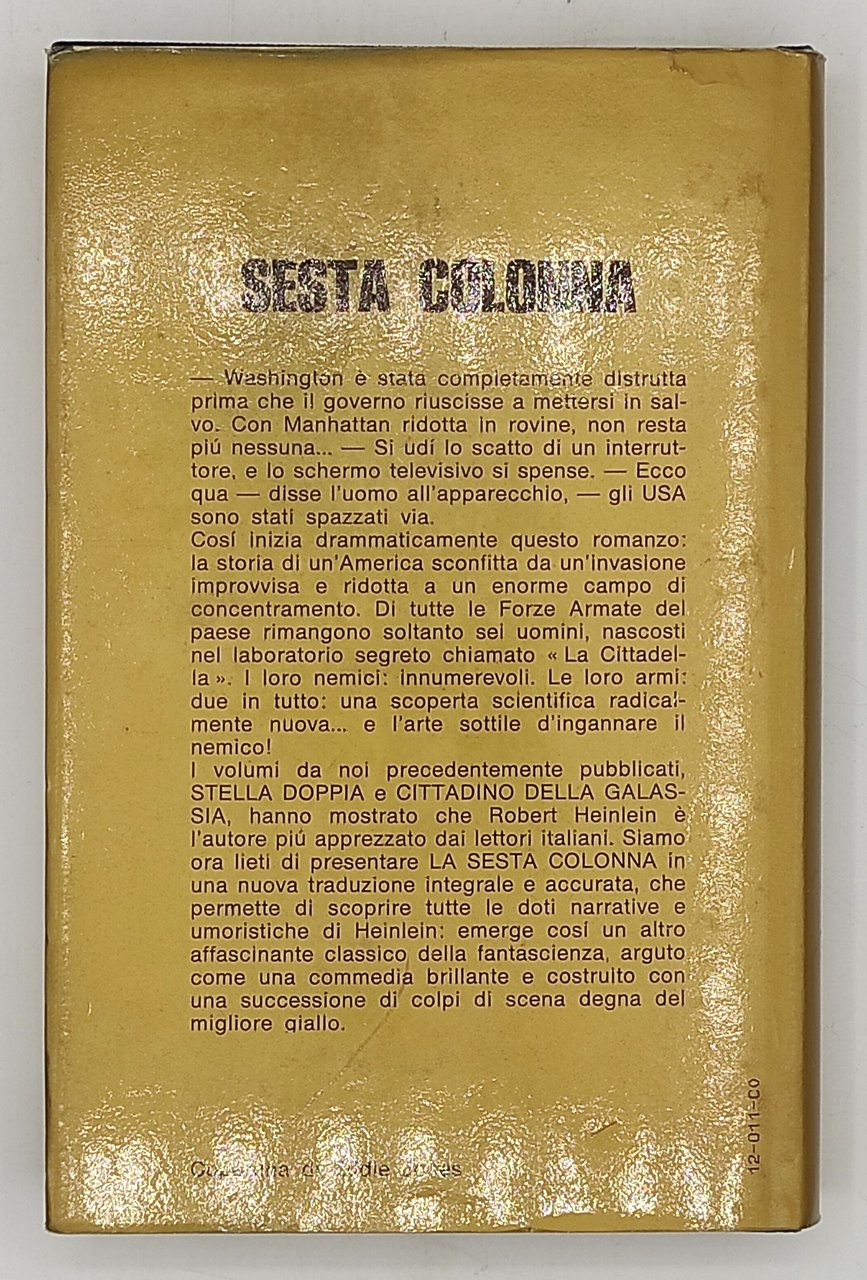 SESTA COLONNA
— Washington è stata completamente distrutta
prima che il governo riuscisse a mettersi in sal-
vo. Con Manhattan ridotta in rovine, non resta
piú nessuna... — Si udí lo scatto di un interrut-
tore, e lo schermo televisivo si spense. — Ecco
qua — disse l'uomo all'apparecchio, — gli USA
sono stati spazzati via.
Cosí inizia drammaticamente questo romanzo:
la storia di un'America sconfitta da un'invasione
improvvisa e ridotta a un enorme campo di
concentramento. Di tutte le Forze Armate del
paese rimangono soltanto sei uomini, nascosti
nel laboratorio segreto chiamato « La Cittadel-
la ». I loro nemici: innumerevoli. Le loro armi:
due in tutto: una scoperta scientifica radical-
mente nuova... e l'arte sottile d'ingannare il
nemico!
I volumi da noi precedentemente pubblicati,
STELLA DOPPIA e CITTADINO DELLA GALAS-
SIA, hanno mostrato che Robert Heinlein è
l'autore piú apprezzato dai lettori italiani. Siamo
ora lieti di presentare LA SESTA COLONNA in
una nuova traduzione integrale e accurata, che
permette di scoprire tutte le doti narrative e
umoristiche di Heinlein: emerge cosí un altro
affascinante classico della fantascienza, arguto
come una commedia brillante e costruito con
una successione di colpi di scena degna del
migliore giallo.
12-011-CO